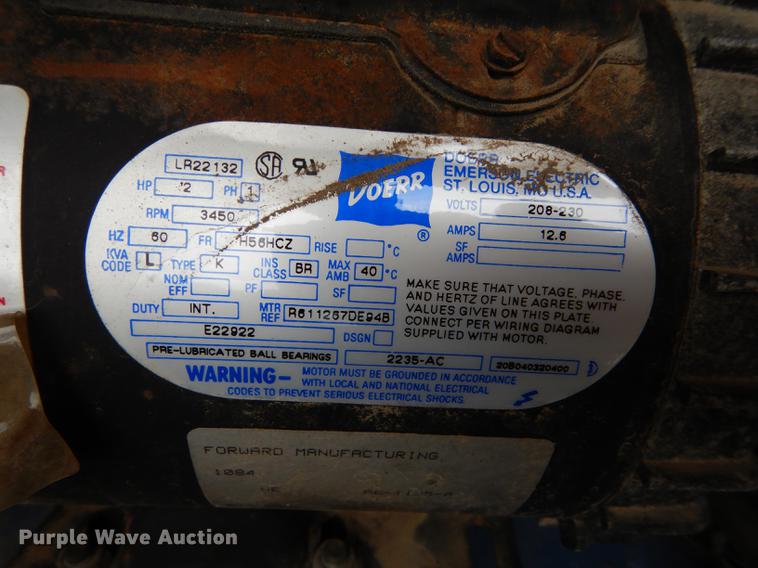 LR22132 SA RU
DOERR
DOERR
EMERSON ELECTRIC
ST. LOUIS, MO U.S.A.
HP 2 PH 1
VOLTS 208-230
RPM 3450
AMPS 12.6
HZ 60 FR H56HCZ RISE °C
SF
AMPS
KVA
CODE L TYPE K INS
CLASS BR MAX
AMB 40 °C
NOM
EFF PF SF
MAKE SURE THAT VOLTAGE, PHASE,
AND HERTZ OF LINE AGREES WITH
VALUES GIVEN ON THIS PLATE
CONNECT PER WIRING DIAGRAM
SUPPLIED WITH MOTOR.
DUTY INT. MTR
REF R611267DE94B
E22922 DSGN
PRE-LUBRICATED BALL BEARINGS 2235-AC 20B040320400
WARNING— MOTOR MUST BE GROUNDED IN ACCORDANCE
WITH LOCAL AND NATIONAL ELECTRICAL
CODES TO PREVENT SERIOUS ELECTRICAL SHOCKS.
FORWARD MANUFACTURING
1084
Purple Wave Auction